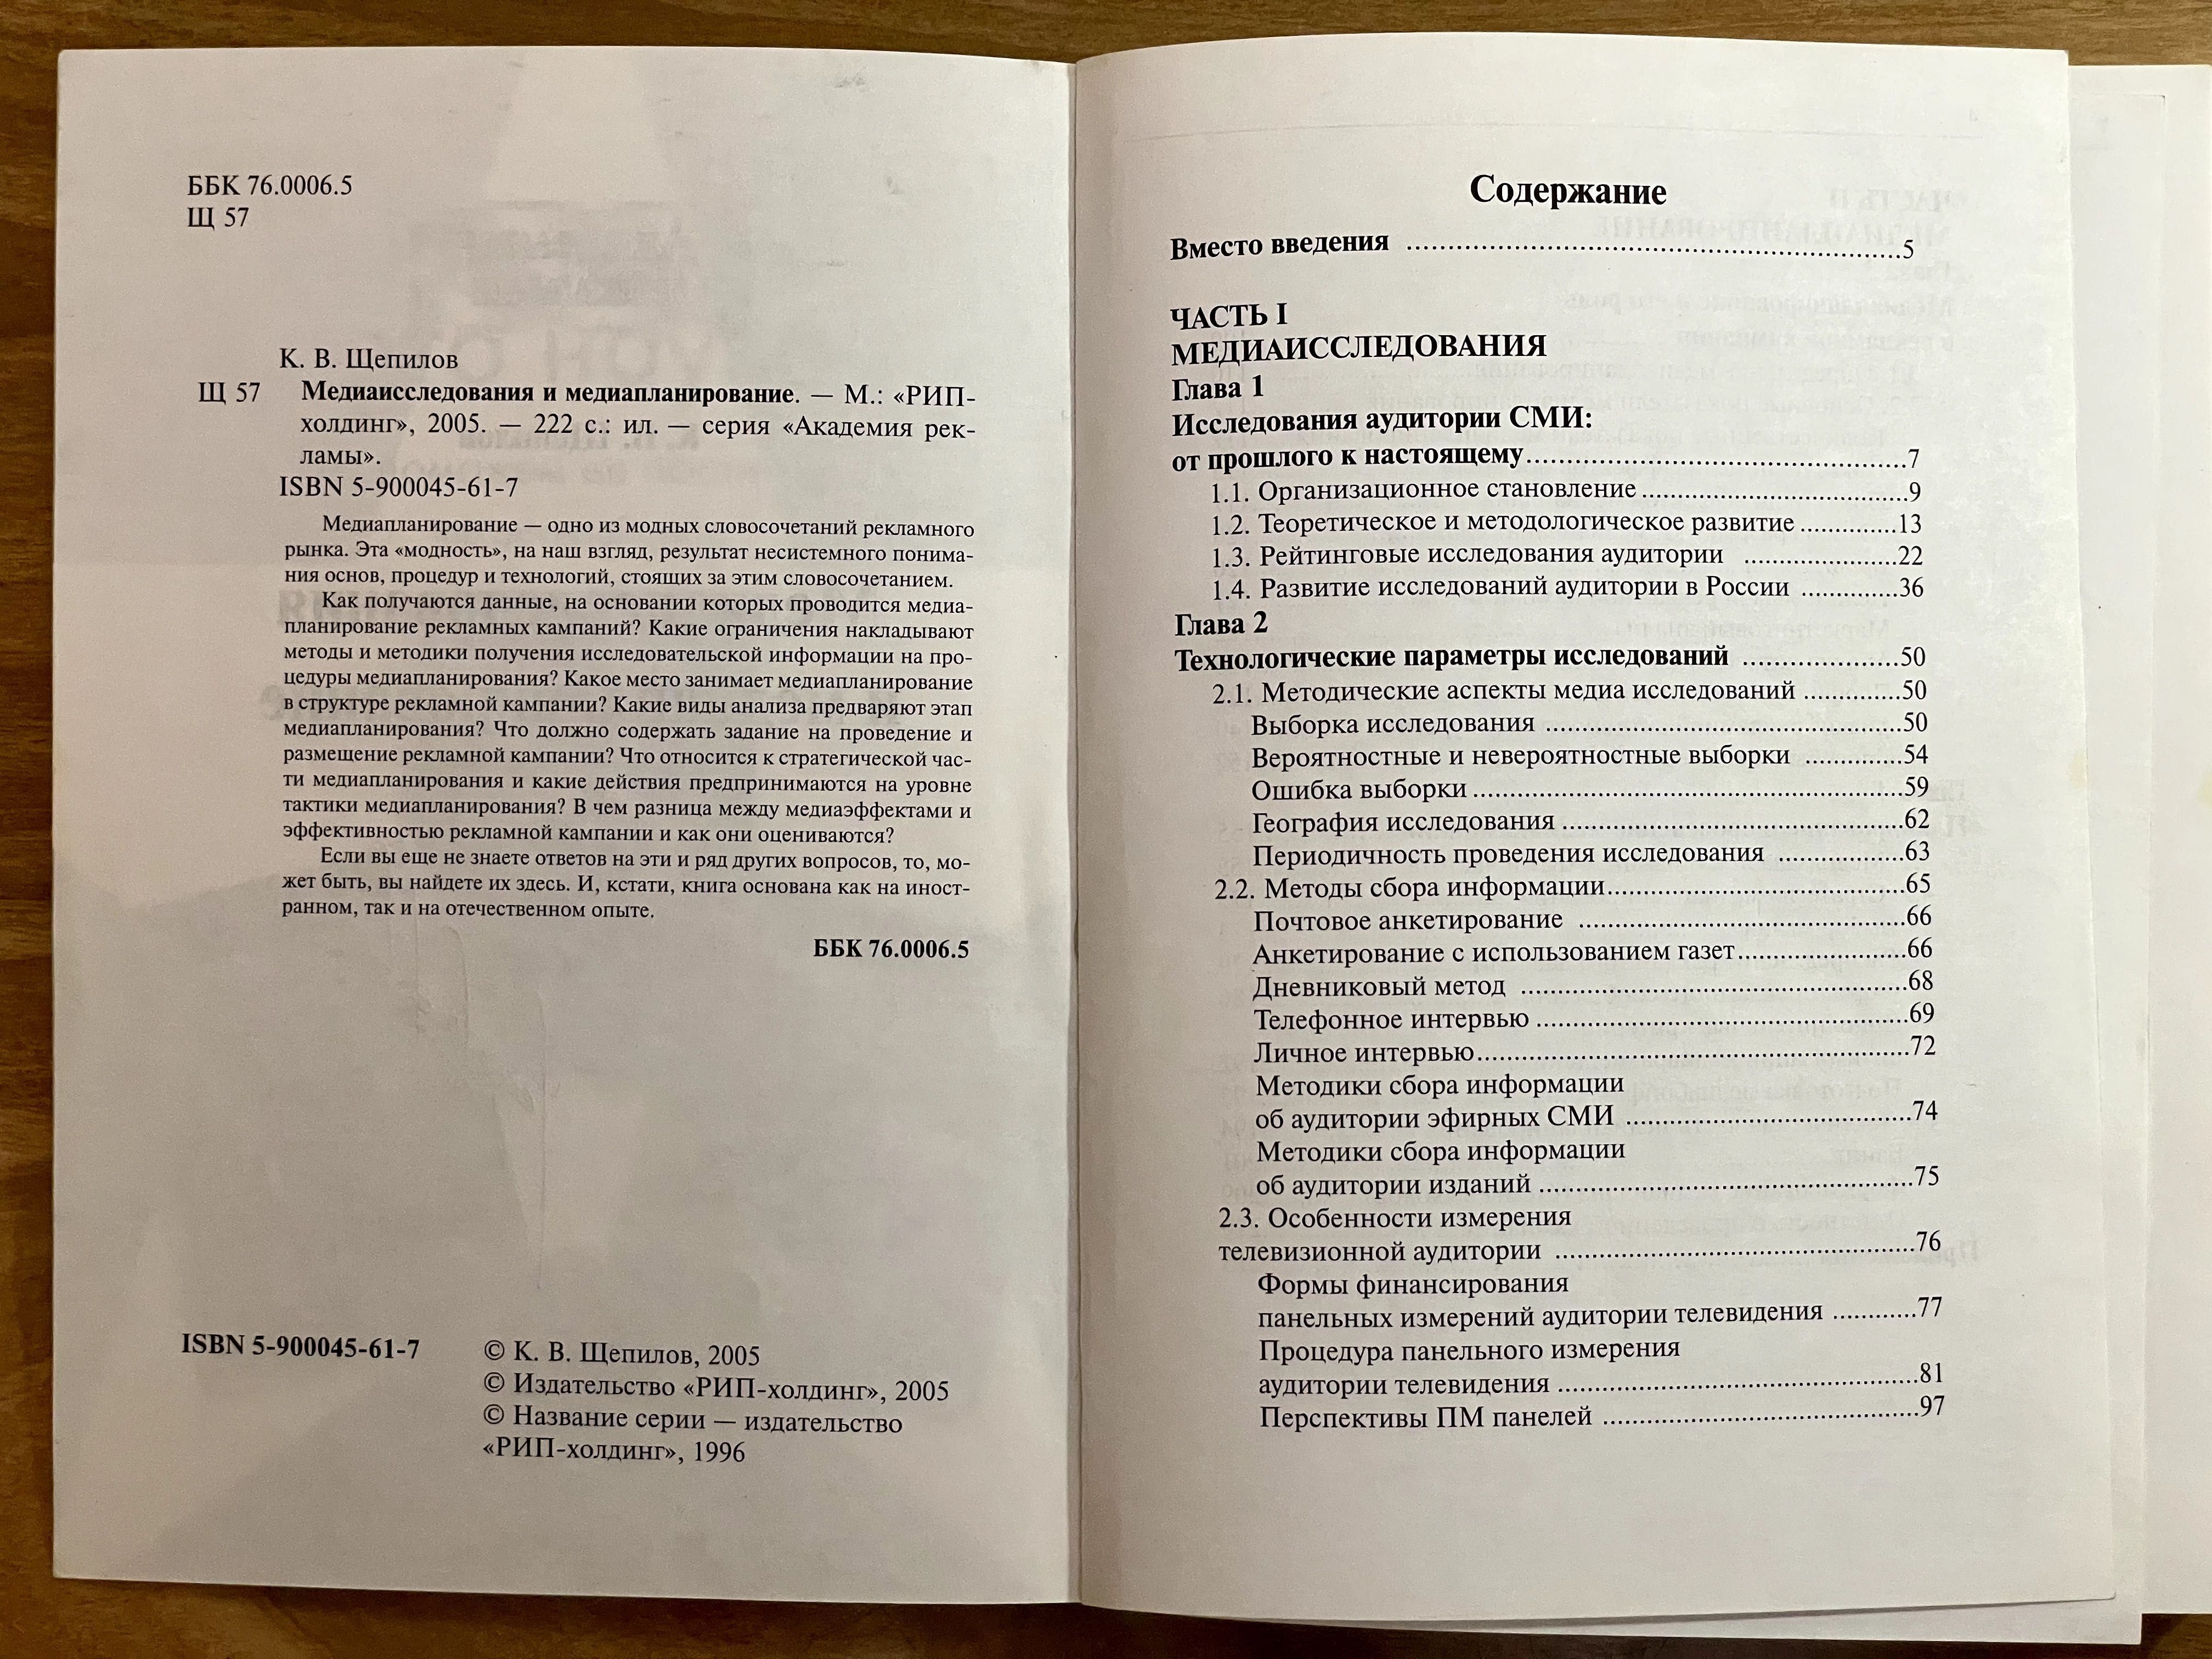 ББК 76.0006.5
Щ 57
К. В. Щепилов
Щ 57 Медиаисследования и медиапланирование. — М.: «РИП-
холдинг», 2005. — 222 с.: ил. — серия «Академия рек-
ламы».
ISBN 5-900045-61-7
Медиапланирование — одно из модных словосочетаний рекламного
рынка. Эта «модность», на наш взгляд, результат несистемного понима-
ния основ, процедур и технологий, стоящих за этим словосочетанием.
Как получаются данные, на основании которых проводится медиа-
планирование рекламных кампаний? Какие ограничения накладывают
методы и методики получения исследовательской информации на про-
цедуры медиапланирования? Какое место занимает медиапланирование
в структуре рекламной кампании? Какие виды анализа предваряют этап
медиапланирования? Что должно содержать задание на проведение и
размещение рекламной кампании? Что относится к стратегической час-
ти медиапланирования и какие действия предпринимаются на уровне
тактики медиапланирования? В чем разница между медиаэффектами и
эффективностью рекламной кампании и как они оцениваются?
Если вы еще не знаете ответов на эти и ряд других вопросов, то, мо-
жет быть, вы найдете их здесь. И, кстати, книга основана как на иност-
ранном, так и на отечественном опыте.
ББК 76.0006.5
ISBN 5-900045-61-7
© К. В. Щепилов, 2005
© Издательство «РИП-холдинг», 2005
© Название серии — издательство
«РИП-холдинг», 1996
Содержание
Вместо введения ....................5
ЧАСТЬ I
МЕДИАИССЛЕДОВАНИЯ
Глава 1
Исследования аудитории СМИ:
от прошлого к настоящему....................7
1.1. Организационное становление....................9
1.2. Теоретическое и методологическое развитие.............13
1.3. Рейтинговые исследования аудитории ....................22
1.4. Развитие исследований аудитории в России .............36
Глава 2
Технологические параметры исследований ....................50
2.1. Методические аспекты медиа исследований .............50
Выборка исследования ....................50
Вероятностные и невероятностные выборки .............54
Ошибка выборки....................59
География исследования ....................62
Периодичность проведения исследования ................63
2.2. Методы сбора информации....................65
Почтовое анкетирование ....................66
Анкетирование с использованием газет....................66
Дневниковый метод ....................68
Телефонное интервью ....................69
Личное интервью....................72
Методики сбора информации
об аудитории эфирных СМИ ....................74
Методики сбора информации
об аудитории изданий ....................75
2.3. Особенности измерения
телевизионной аудитории ....................76
Формы финансирования
панельных измерений аудитории телевидения ............77
Процедура панельного измерения
аудитории телевидения ....................81
Перспективы ПМ панелей ....................97